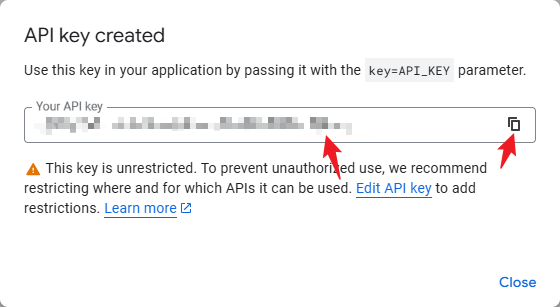 API key created
Use this key in your application by passing it with the key=API_KEY parameter.
Your API key
This key is unrestricted. To prevent unauthorized use, we recommend
restricting where and for which APIs it can be used. Edit API key to add
restrictions. Learn more
Close